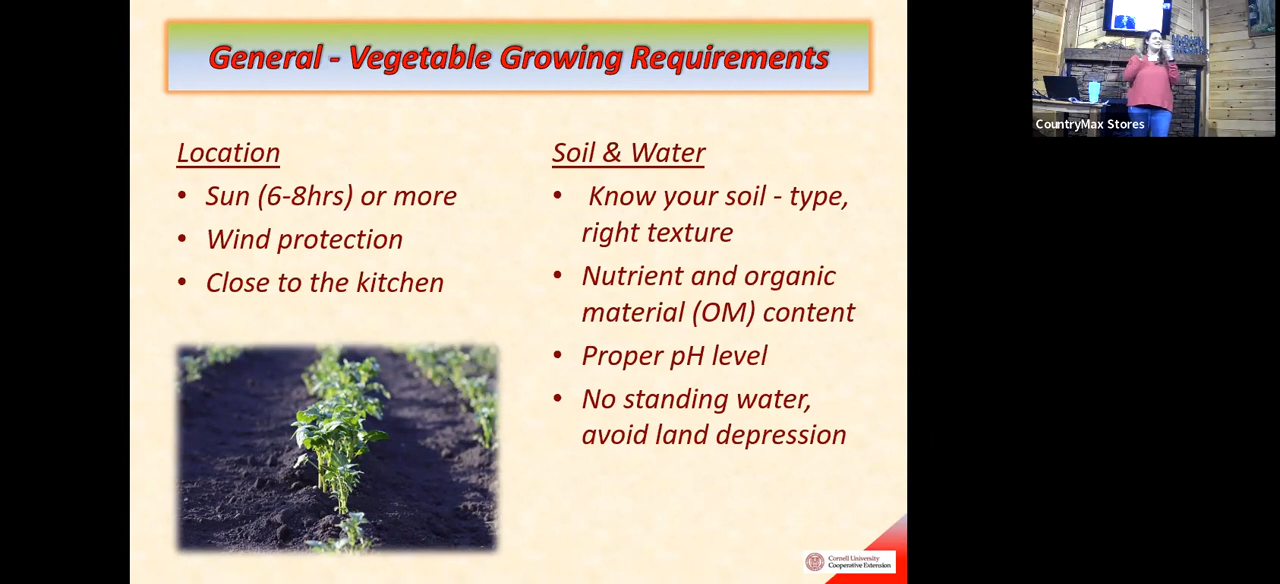 General - Vegetable Growing Requirements
Location
• Sun (6-8hrs) or more
• Wind protection
• Close to the kitchen
Soil & Water
• Know your soil - type,
right texture
• Nutrient and organic
material (OM) content
• Proper pH level
• No standing water,
avoid land depression
Cornell University
Cooperative Extension
CountryMax Stores